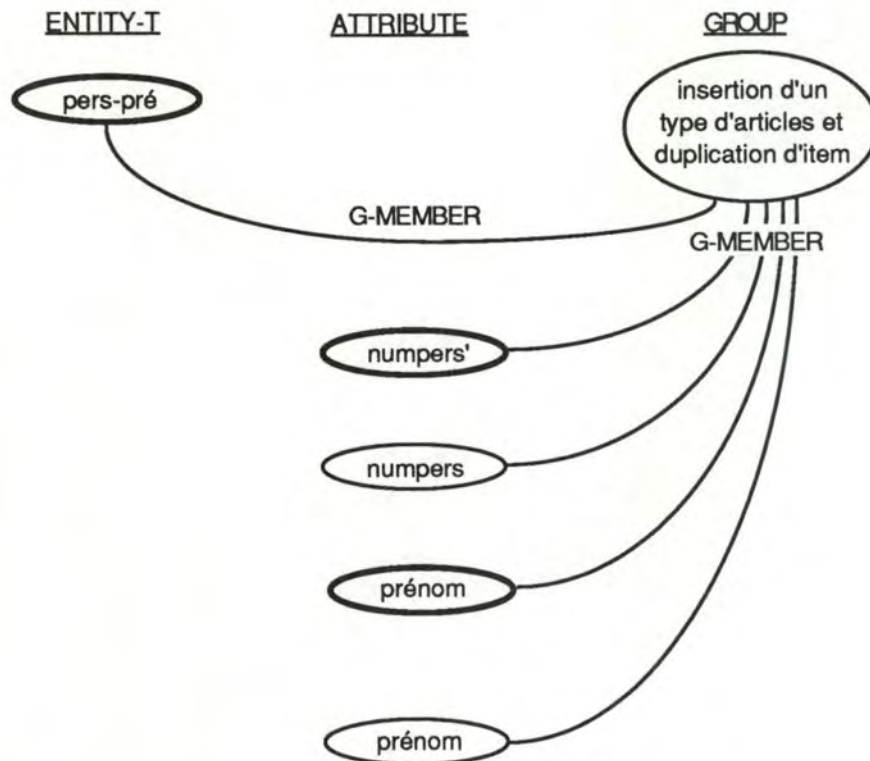 ENTITY-T ATTRIBUTE GROUP
pers-pré
insertion d'un
type d'articles et
duplication d'item
G-MEMBER
G-MEMBER
numpers'
numpers
prénom
prénom